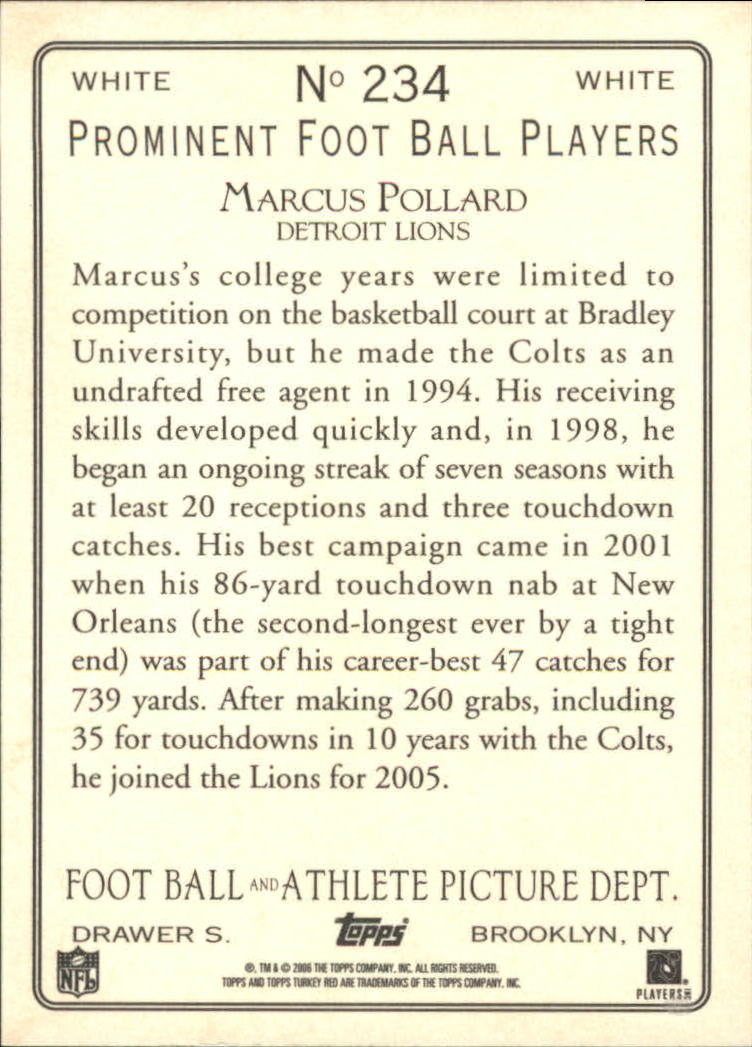 WHITE Nº 234 WHITE
PROMINENT FOOT BALL PLAYERS
MARCUS POLLARD
DETROIT LIONS
Marcus's college years were limited to
competition on the basketball court at Bradley
University, but he made the Colts as an
undrafted free agent in 1994. His receiving
skills developed quickly and, in 1998, he
began an ongoing streak of seven seasons with
at least 20 receptions and three touchdown
catches. His best campaign came in 2001
when his 86-yard touchdown nab at New
Orleans (the second-longest ever by a tight
end) was part of his career-best 47 catches for
739 yards. After making 260 grabs, including
35 for touchdowns in 10 years with the Colts,
he joined the Lions for 2005.
FOOT BALL AND ATHLETE PICTURE DEPT.
DRAWER S. Topps BROOKLYN, NY
®, TM & © 2006 THE TOPPS COMPANY, INC. ALL RIGHTS RESERVED.
TOPPS AND TOPPS TURKEY RED ARE TRADEMARKS OF THE TOPPS COMPANY, INC.
NFL
PLAYERS INC